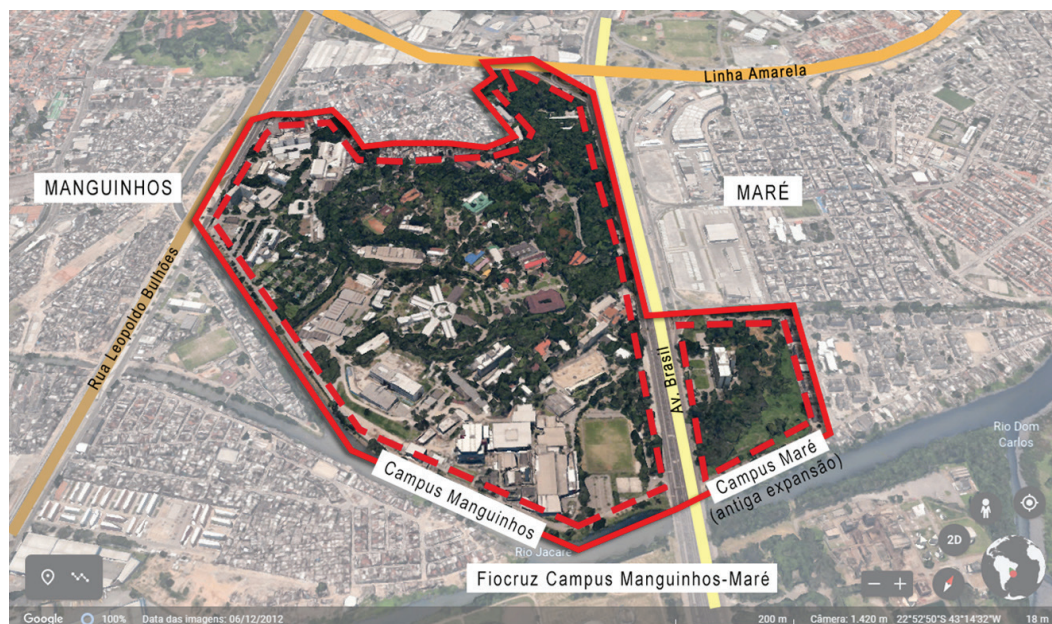 Linha Amarela
MANGUINHOS
MARÉ
Rua Leopoldo Bulhões
Av. Brasil
Rio Dom
Carlos
Campus Manguinhos
Campus Maré
(antiga expansão)
Rio Jacaré
2D
Fiocruz Campus Manguinhos-Maré
Google
100%
Data das imagens: 06/12/2012
200 m
Câmera: 1.420 m
22°52'50"S 43°14'32"W
18 m